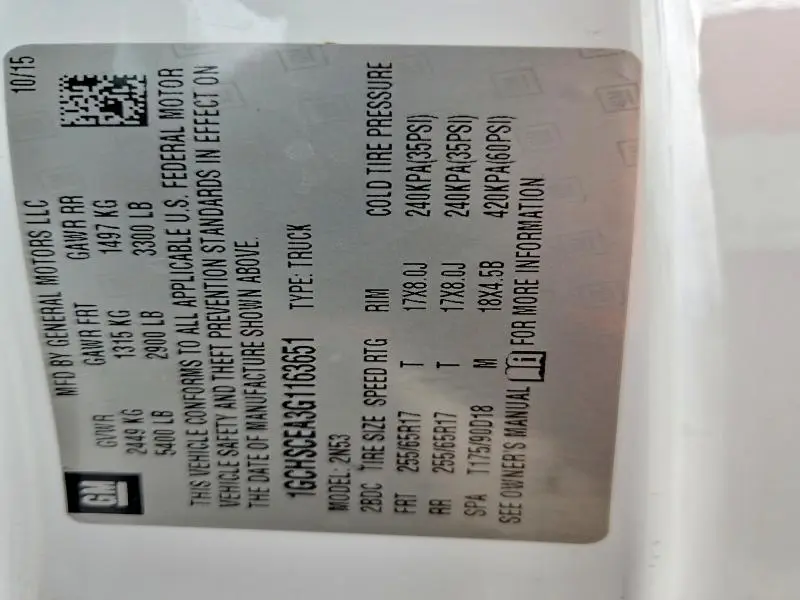 GM
MFD BY GENERAL MOTORS LLC 10/15
GVWR GAWR FRT GAWR RR
2449 KG 1315 KG 1497 KG
5400 LB 2900 LB 3300 LB
THIS VEHICLE CONFORMS TO ALL APPLICABLE U.S. FEDERAL MOTOR
VEHICLE SAFETY AND THEFT PREVENTION STANDARDS IN EFFECT ON
THE DATE OF MANUFACTURE SHOWN ABOVE.
1GCHSCEA3G1163651 TYPE: TRUCK
MODEL: 2N53
2BDC TIRE SIZE SPEED RTG RIM COLD TIRE PRESSURE
FRT 255/65R17 T 17X8.0J 240KPA(35PSI)
RR 255/65R17 T 17X8.0J 240KPA(35PSI)
SPA T175/90D18 M 18X4.5B 420KPA(60PSI)
SEE OWNER'S MANUAL FOR MORE INFORMATION